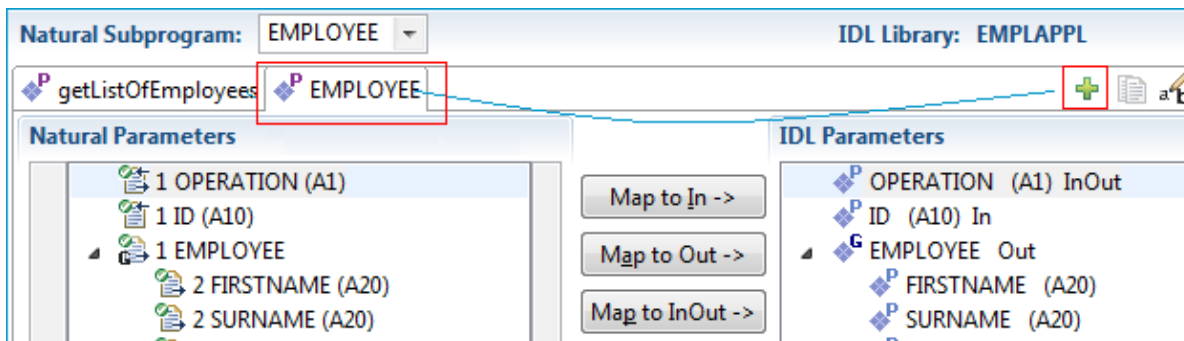 Natural Subprogram: EMPLOYEE IDL Library: EMPLAPPL
P getListOfEmployees P EMPLOYEE
Natural Parameters IDL Parameters
1 OPERATION (A1) Map to In -> P OPERATION (A1) InOut
1 ID (A10) P ID (A10) In
G 1 EMPLOYEE Map to Out -> G EMPLOYEE Out
2 FIRSTNAME (A20) P FIRSTNAME (A20)
2 SURNAME (A20) Map to InOut -> P SURNAME (A20)